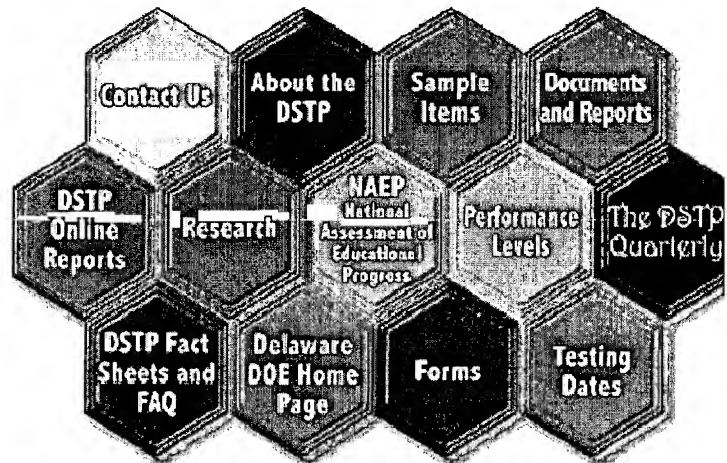 Contact Us
About the
DSTP
Sample
Items
Documents
and Reports
DSTP
Online
Reports
Research
NAEP
National
Assessment of
Educational
Progress
Performance
Levels
The DSTP
Quarterly
DSTP Fact
Sheets and
FAQ
Delaware
DOE Home
Page
Forms
Testing
Dates